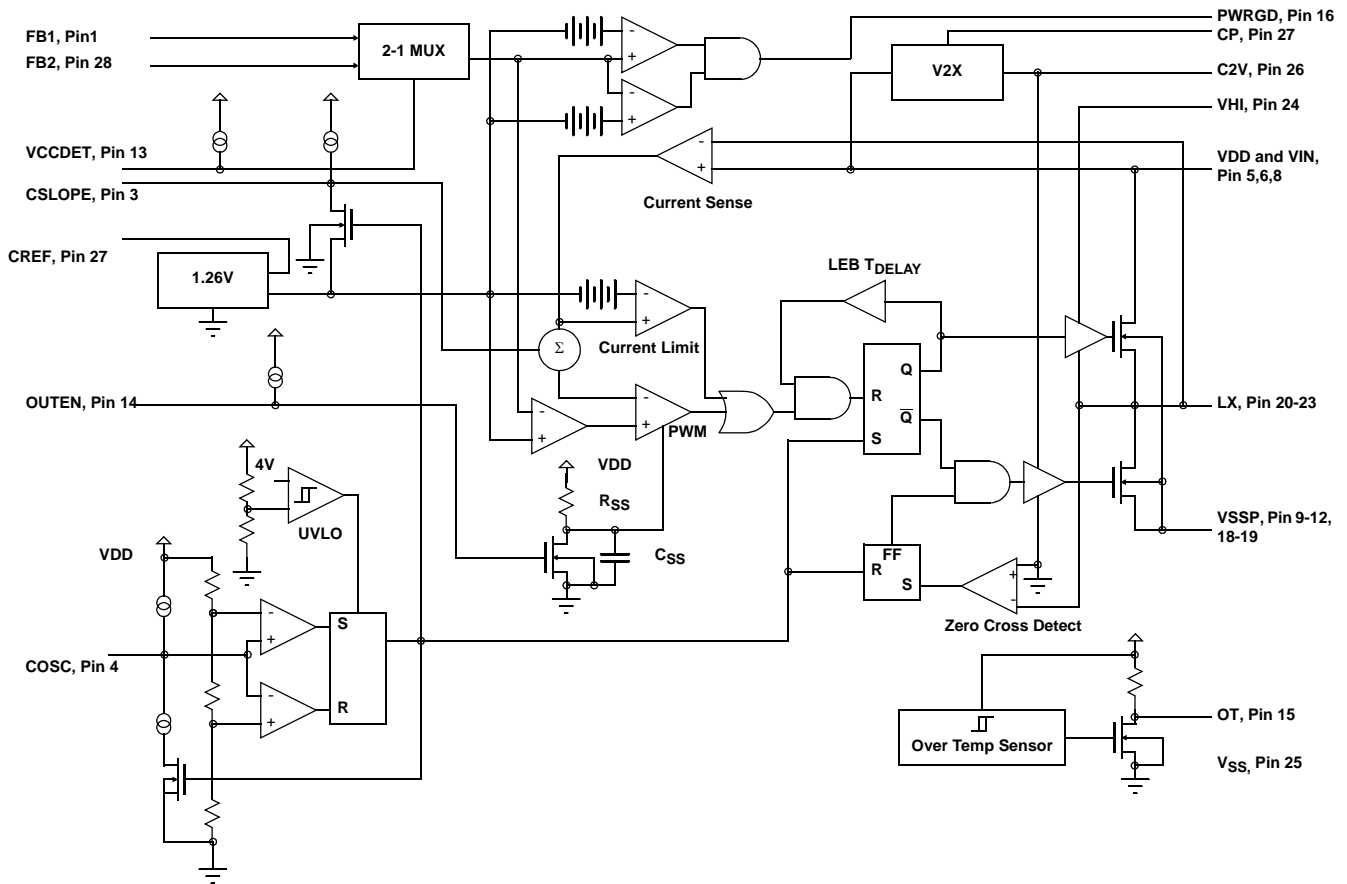 FB1, Pin1
FB2, Pin 28
2-1 MUX
PWRGD, Pin 16
CP, Pin 27
V2X
C2V, Pin 26
VHI, Pin 24
VCCDET, Pin 13
CSLOPE, Pin 3
VDD and VIN,
Pin 5,6,8
-
+
-
+
-
+
Current Sense
CREF, Pin 27
1.26V
LEB TDELAY
-
+
Current Limit
Σ
OUTEN, Pin 14
-
+
-
+
PWM
R
S
Q
Q
LX, Pin 20-23
4V
UVLO
VDD
RSS
CSS
VSSP, Pin 9-12,
18-19
VDD
FF
R
S
+
-
Zero Cross Detect
-
+
-
+
S
R
COSC, Pin 4
Over Temp Sensor
OT, Pin 15
VSS, Pin 25